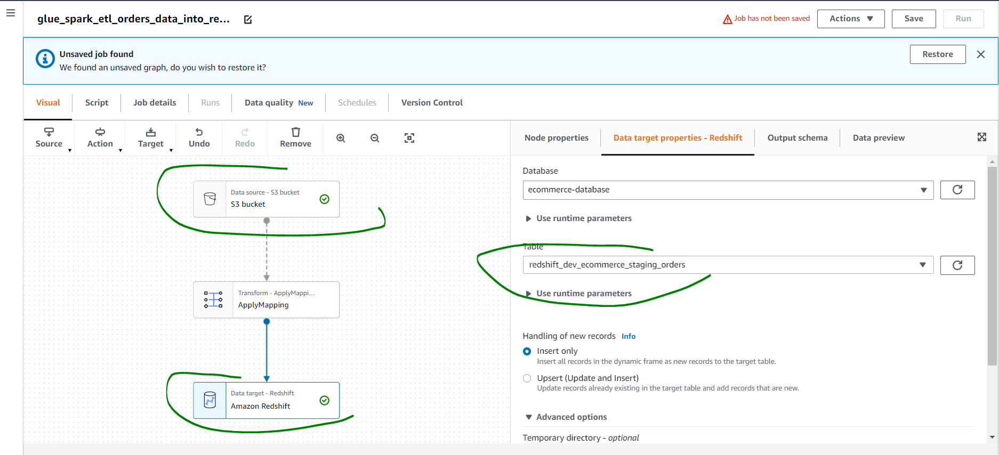 glue_spark_etl_orders_data_into_re...
Job has not been saved
Actions
Save
Run
Unsaved job found
We found an unsaved graph, do you wish to restore it?
Restore
Visual
Script
Job details
Runs
Data quality New
Schedules
Version Control
Source
Action
Target
Undo
Redo
Remove
Node properties
Data target properties - Redshift
Output schema
Data preview
Data source - S3 bucket
S3 bucket
Transform - ApplyMappi...
ApplyMapping
Data target - Redshift
Amazon Redshift
Database
ecommerce-database
Use runtime parameters
Table
redshift_dev_ecommerce_staging_orders
Use runtime parameters
Handling of new records Info
Insert only
Insert all records in the dynamic frame as new records to the target table.
Upsert (Update and Insert)
Update records already existing in the target table and add records that are new.
Advanced options
Temporary directory - optional